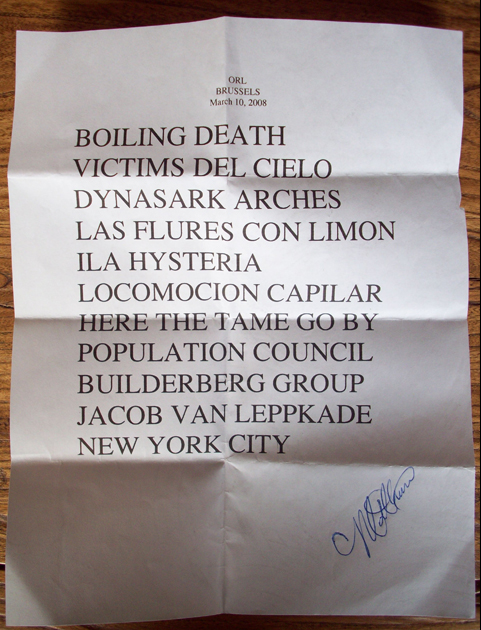 ORL
BRUSSELS
March 10, 2008
BOILING DEATH
VICTIMS DEL CIELO
DYNASARK ARCHES
LAS FLURES CON LIMON
ILA HYSTERIA
LOCOMOCION CAPILAR
HERE THE TAME GO BY
POPULATION COUNCIL
BUILDERBERG GROUP
JACOB VAN LEPPKADE
NEW YORK CITY